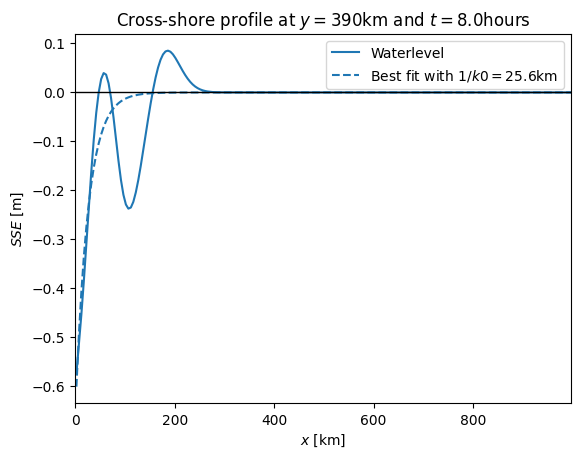 Cross-shore profile at y = 390km and t = 8.0hours
Waterlevel
Best fit with 1/k0 = 25.6km
0.1
0.0
−0.1
−0.2
−0.3
−0.4
−0.5
−0.6
SSE [m]
0
200
400
600
800
x [km]